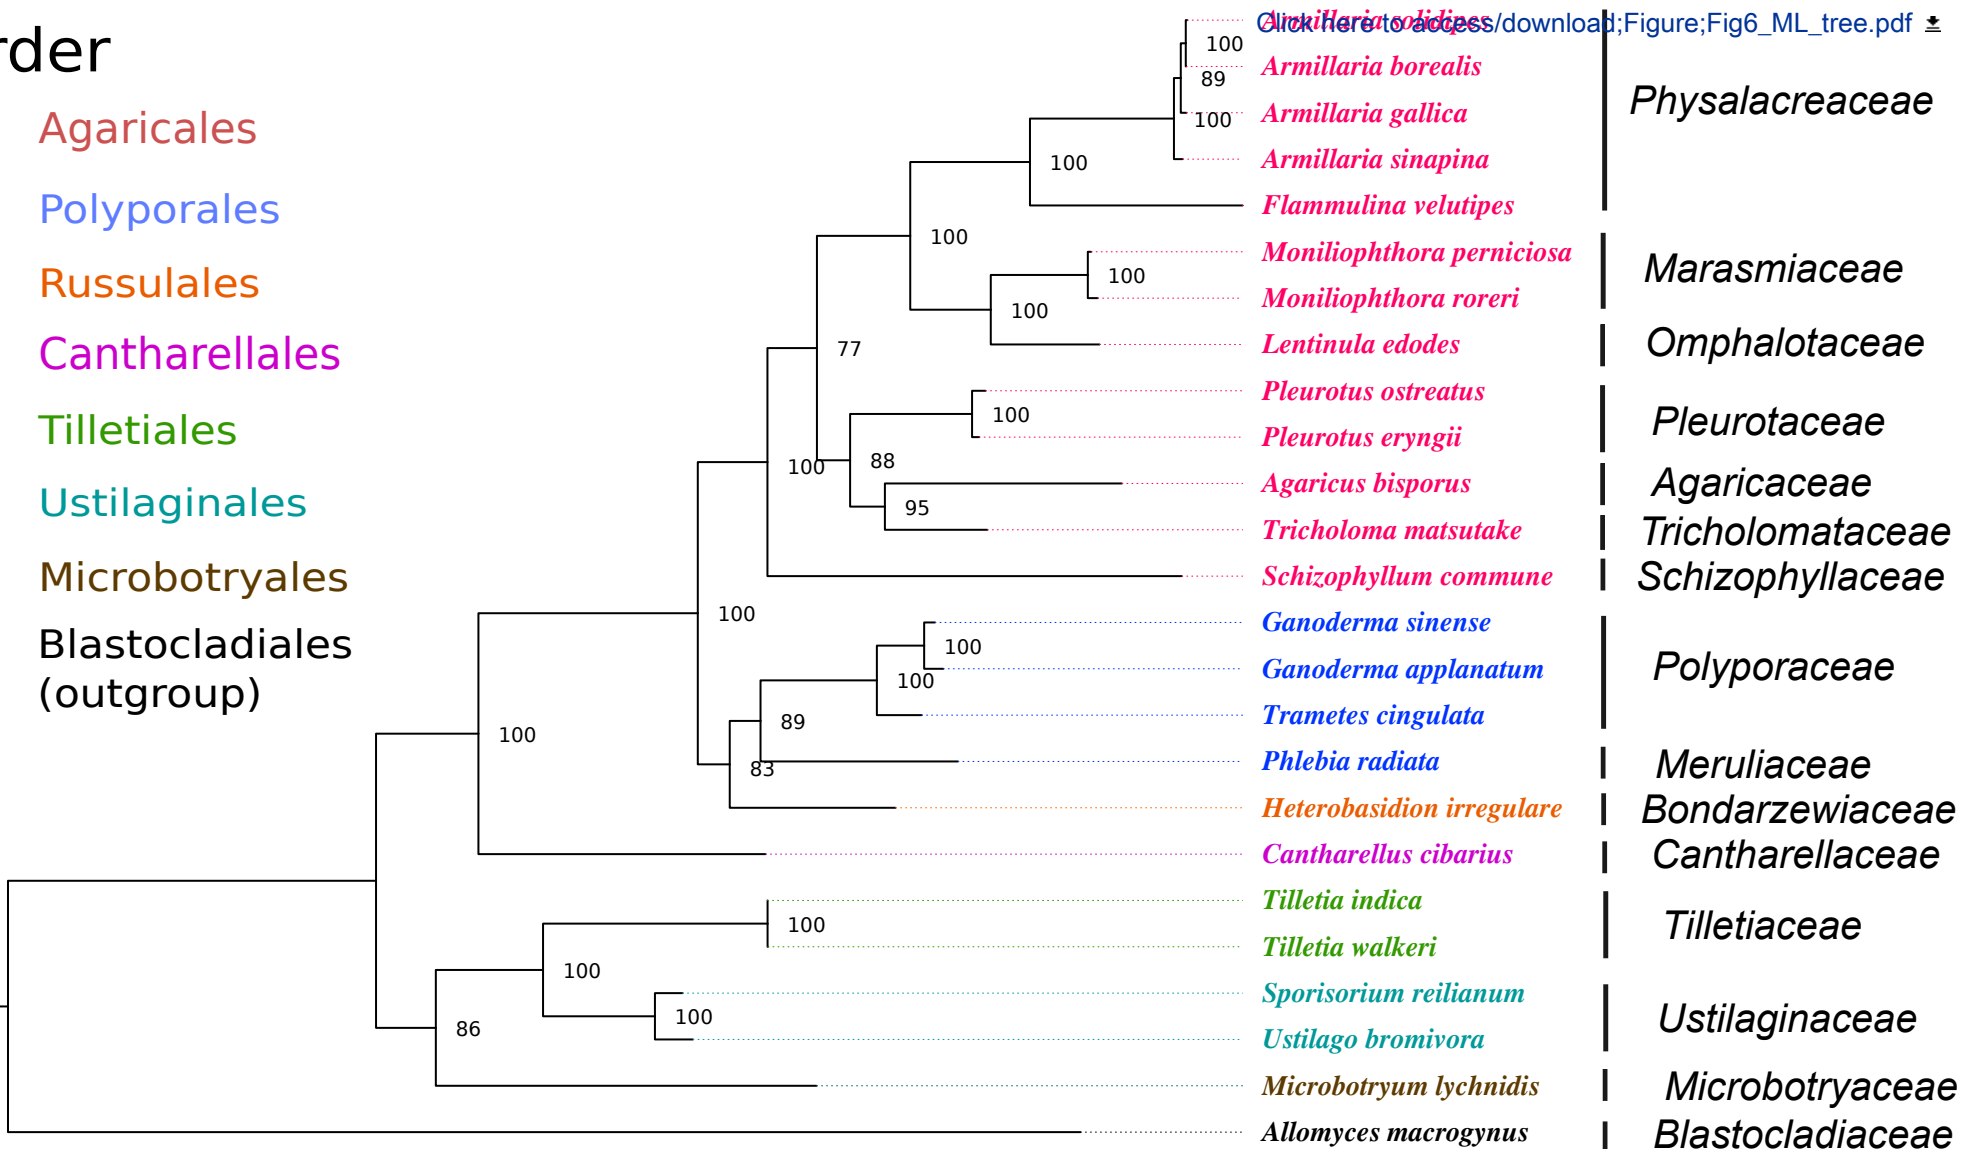 rder
Agaricales
Polyporales
Russulales
Cantharellales
Tilletiales
Ustilaginales
Microbotryales
Blastocladiales
(outgroup)
Click here to access/download;Figure;Fig6_ML_tree.pdf
Armillaria solidipes
Armillaria borealis
Armillaria gallica
Armillaria sinapina
Flammulina velutipes
Moniliophthora perniciosa
Moniliophthora roreri
Lentinula edodes
Pleurotus ostreatus
Pleurotus eryngii
Agaricus bisporus
Tricholoma matsutake
Schizophyllum commune
Ganoderma sinense
Ganoderma applanatum
Trametes cingulata
Phlebia radiata
Heterobasidion irregulare
Cantharellus cibarius
Tilletia indica
Tilletia walkeri
Sporisorium reilianum
Ustilago bromivora
Microbotryum lychnidis
Allomyces macrogynus
Physalacreaceae
Marasmiaceae
Omphalotaceae
Pleurotaceae
Agaricaceae
Tricholomataceae
Schizophyllaceae
Polyporaceae
Meruliaceae
Bondarzewiaceae
Cantharellaceae
Tilletiaceae
Ustilaginaceae
Microbotryaceae
Blastocladiaceae
100
89
100
100
100
100
100
77
100
100
88
95
100
100
100
89
83
100
100
100
100
86